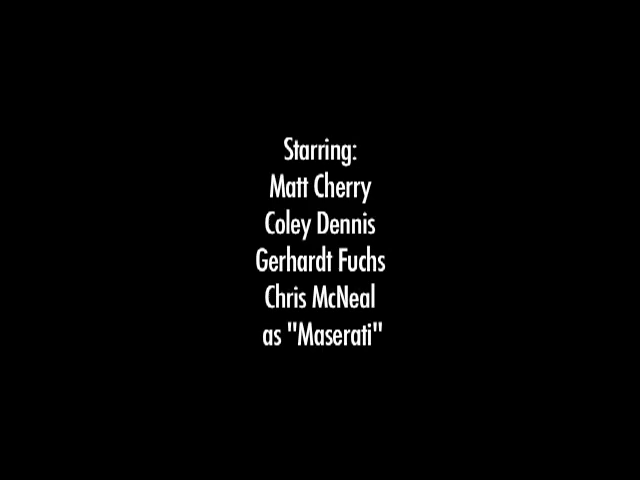 Starring:
Matt Cherry
Coley Dennis
Gerhardt Fuchs
Chris McNeal
as "Maserati"